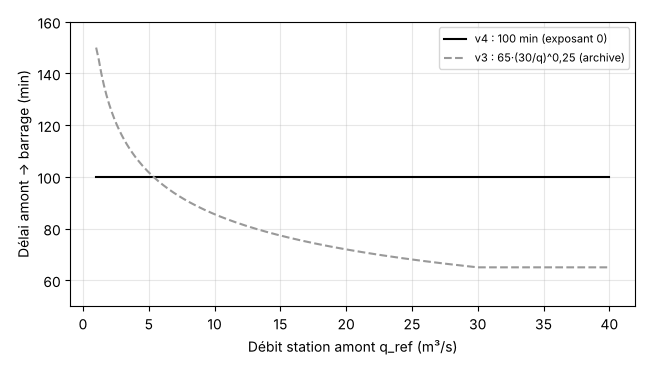 160
140
120
100
80
60
Délai amont → barrage (min)
v4 : 100 min (exposant 0)
v3 : 65·(30/q)^0,25 (archive)
0 5 10 15 20 25 30 35 40
Débit station amont q_ref (m³/s)